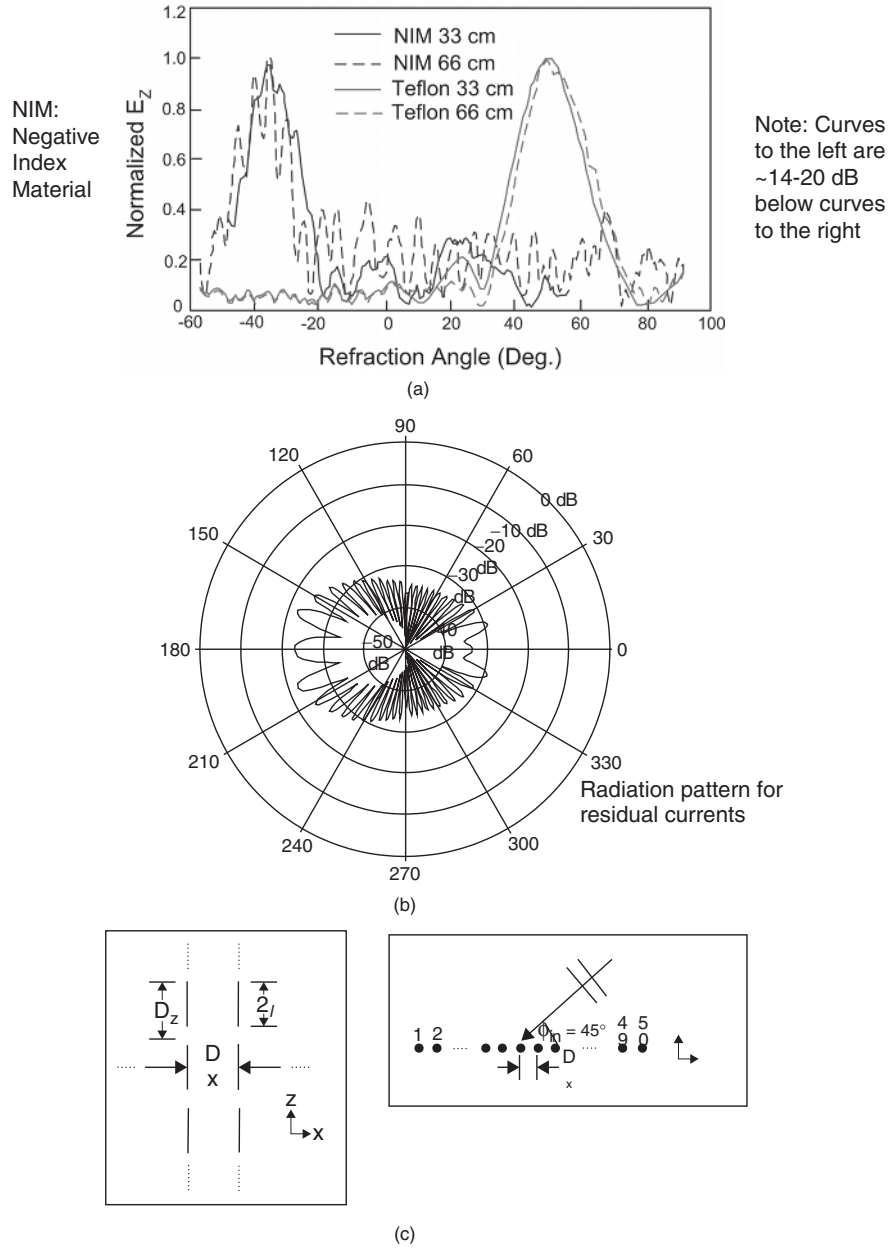 1.2
1.0
0.8
0.6
0.4
0.2
0
-60
-40
-20
0
20
40
60
80
100
Normalized E_Z
Refraction Angle (Deg.)
NIM 33 cm
NIM 66 cm
Teflon 33 cm
Teflon 66 cm
NIM:
Negative
Index
Material
Note: Curves
to the left are
~14-20 dB
below curves
to the right
(a)
90
120
60
150
30
180
0
210
330
240
300
270
0 dB
–10 dB
–20
dB
–30
dB
–40
dB
–50
dB
Radiation pattern for
residual currents
(b)
D_z
2_l
D
x
z
x
1 2
ϕ_in = 45°
4 5
9 0
D
x
(c)